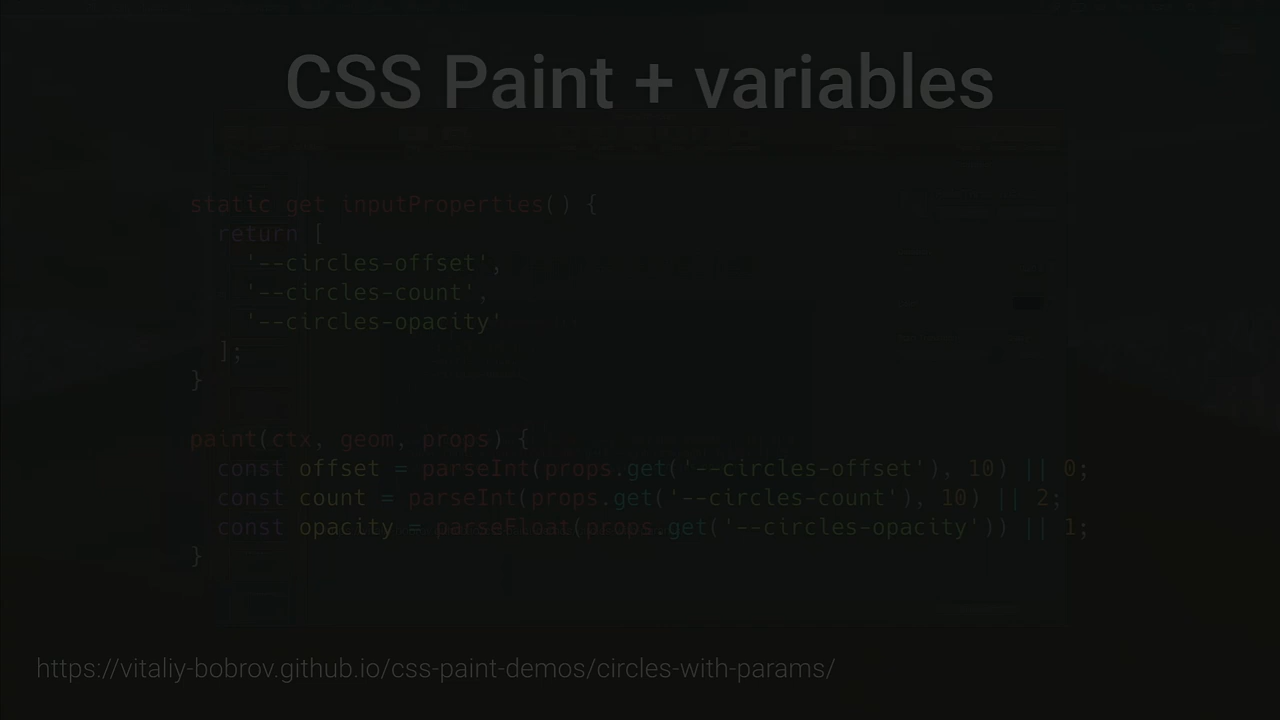 CSS Paint + variables
static get inputProperties() {
return [
'--circles-offset',
'--circles-count',
'--circles-opacity'
];
}
paint(ctx, geom, props) {
const offset = parseInt(props.get('--circles-offset'), 10) || 0;
const count = parseInt(props.get('--circles-count'), 10) || 2;
const opacity = parseFloat(props.get('--circles-opacity')) || 1;
}
https://vitaliy-bobrov.github.io/css-paint-demos/circles-with-params/